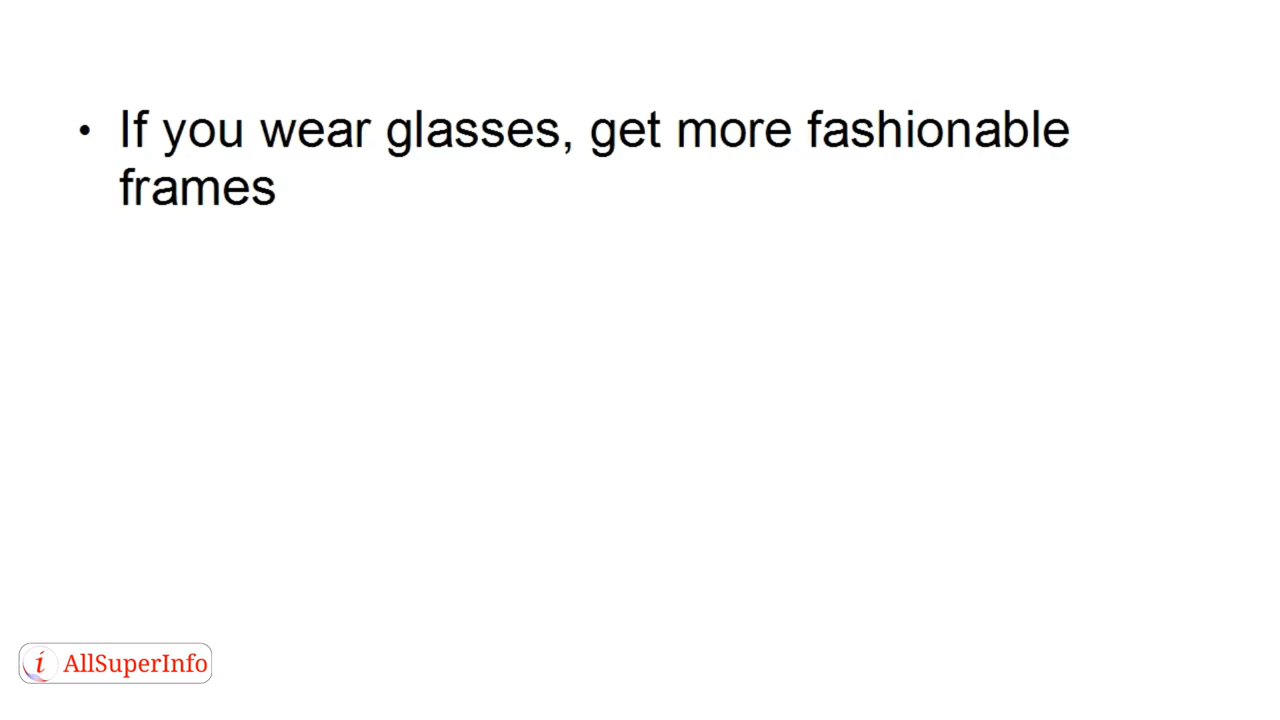 • If you wear glasses, get more fashionable
frames
i AllSuperInfo